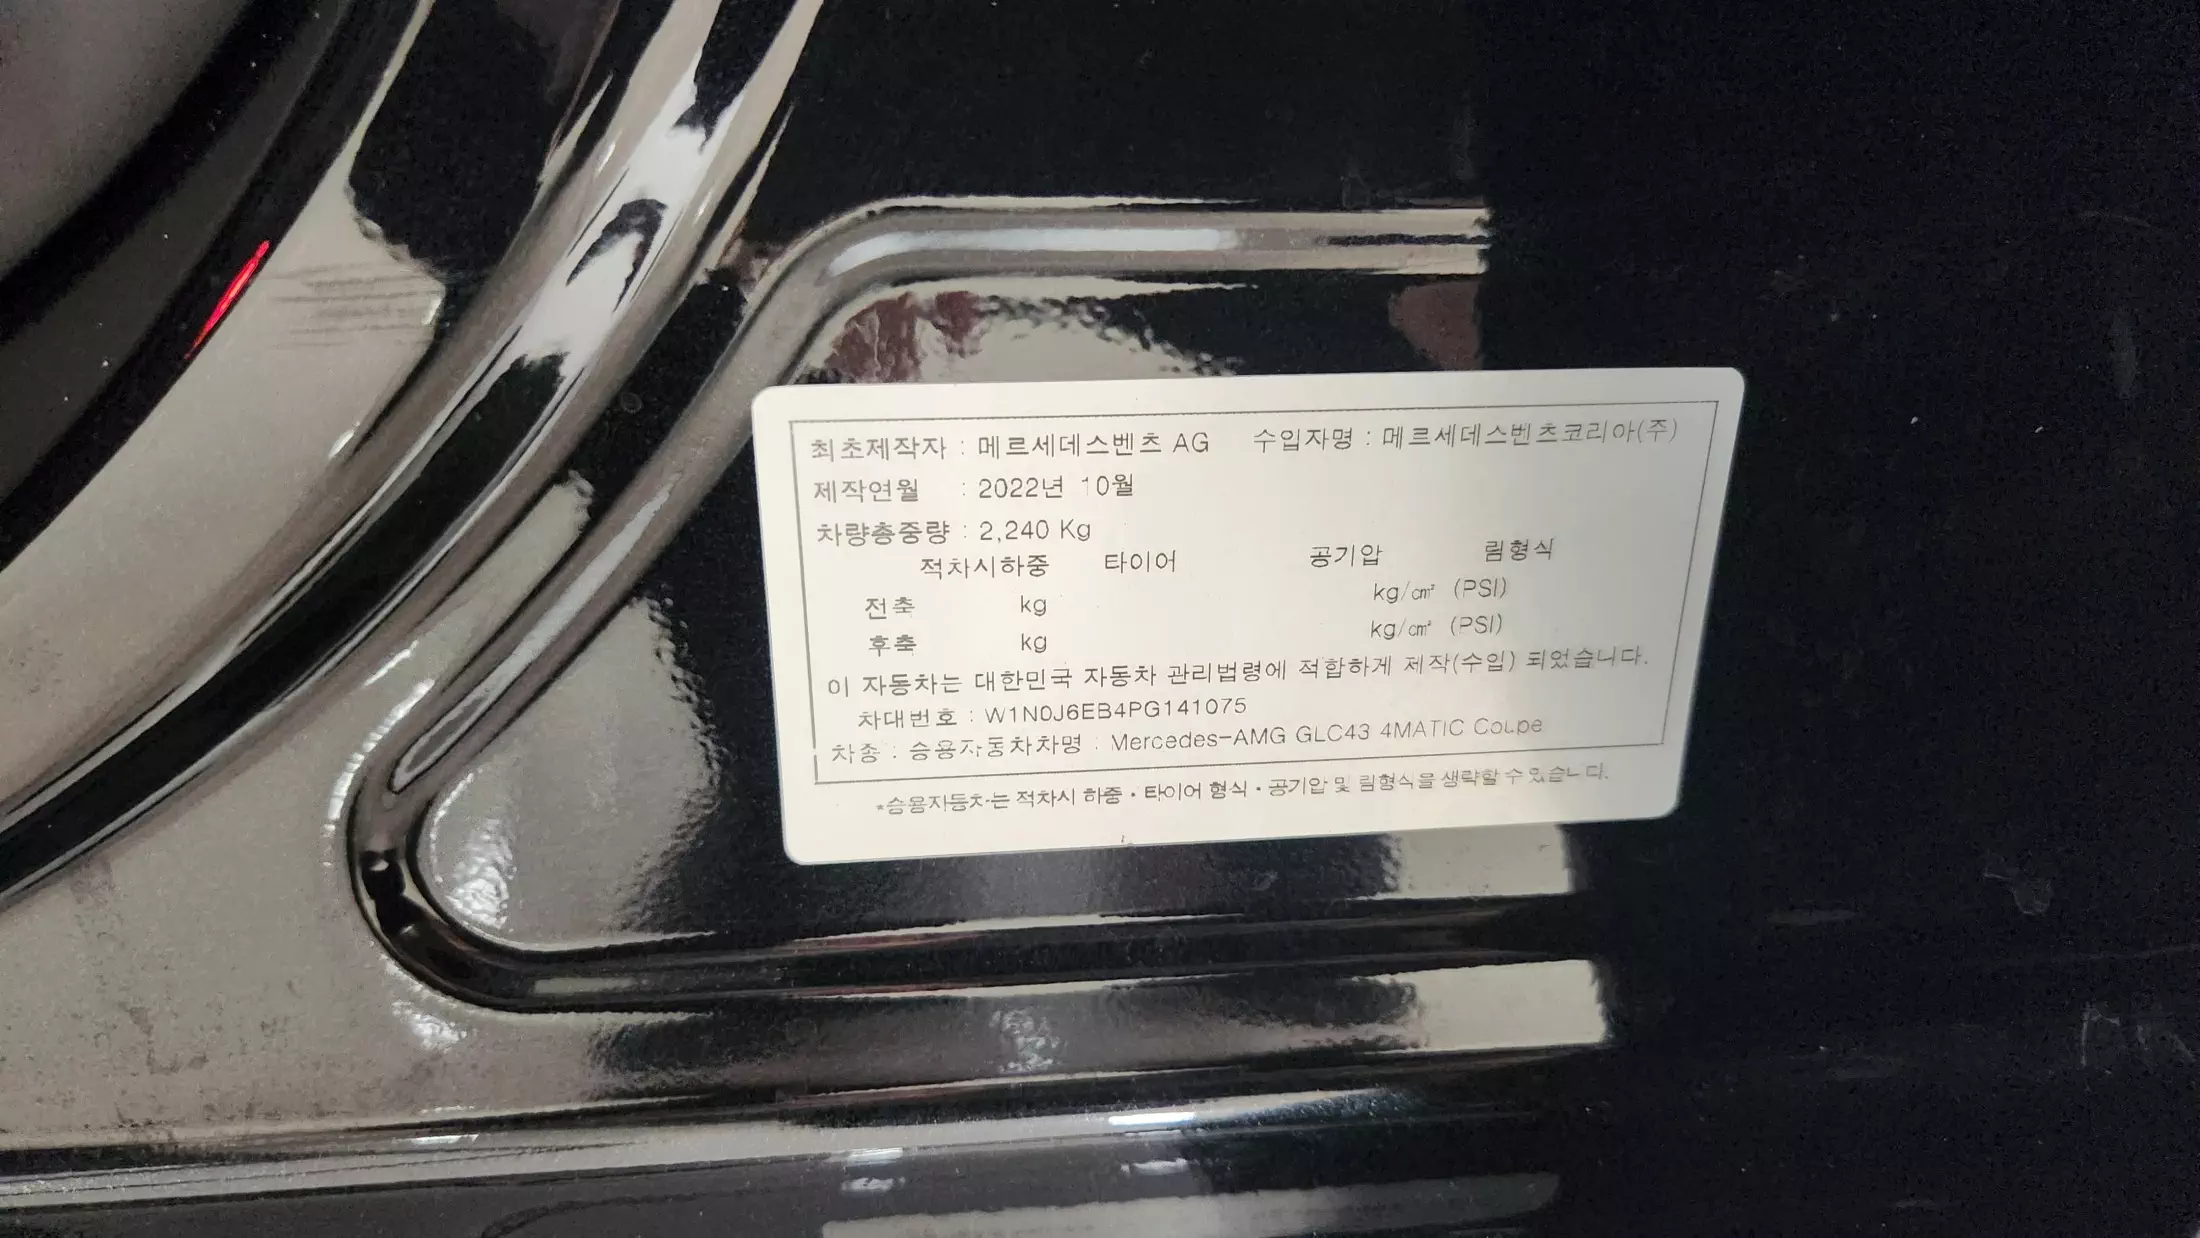 최초제작자 : 메르세데스벤츠 AG 수입자명 : 메르세데스벤츠코리아(주)
제작연월 : 2022년 10월
차량총중량 : 2,240 Kg
적차시하중 타이어 공기압 림형식
전축 kg kg/㎠ (PSI)
후축 kg kg/㎠ (PSI)
이 자동차는 대한민국 자동차 관리법령에 적합하게 제작(수입) 되었습니다.
차대번호 : W1N0J6EB4PG141075
차종 : 승용자동차차명 : Mercedes-AMG GLC43 4MATIC Coupe
*승용자동차는 적차시 하중·타이어 형식·공기압 및 림형식을 생략할 수 있습니다.